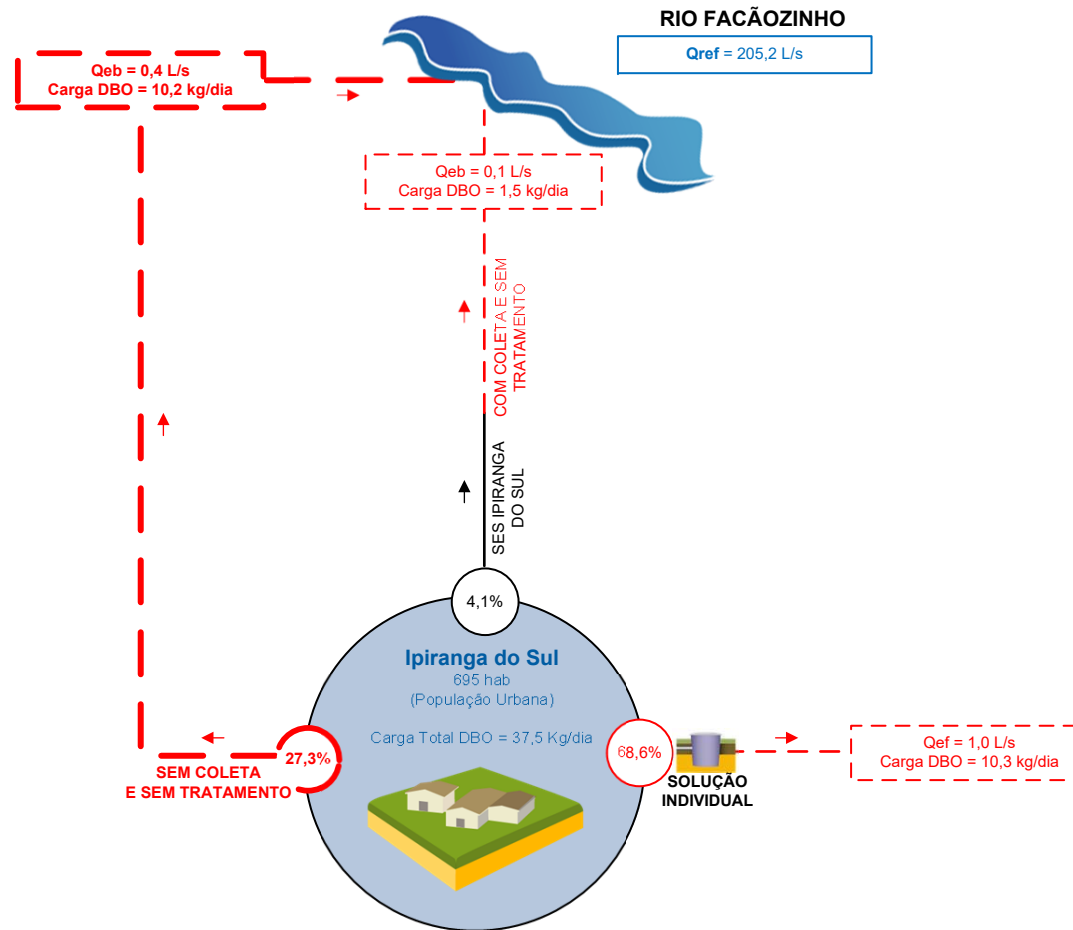 RIO FACÃOZINHO
Qref = 205,2 L/s
Qeb = 0,4 L/s
Carga DBO = 10,2 kg/dia
Qeb = 0,1 L/s
Carga DBO = 1,5 kg/dia
COM COLETA E SEM
TRATAMENTO
SES IPIRANGA
DO SUL
4,1%
Ipiranga do Sul
695 hab
(População Urbana)
Carga Total DBO = 37,5 Kg/dia
27,3%
SEM COLETA
E SEM TRATAMENTO
68,6%
SOLUÇÃO
INDIVIDUAL
Qef = 1,0 L/s
Carga DBO = 10,3 kg/dia